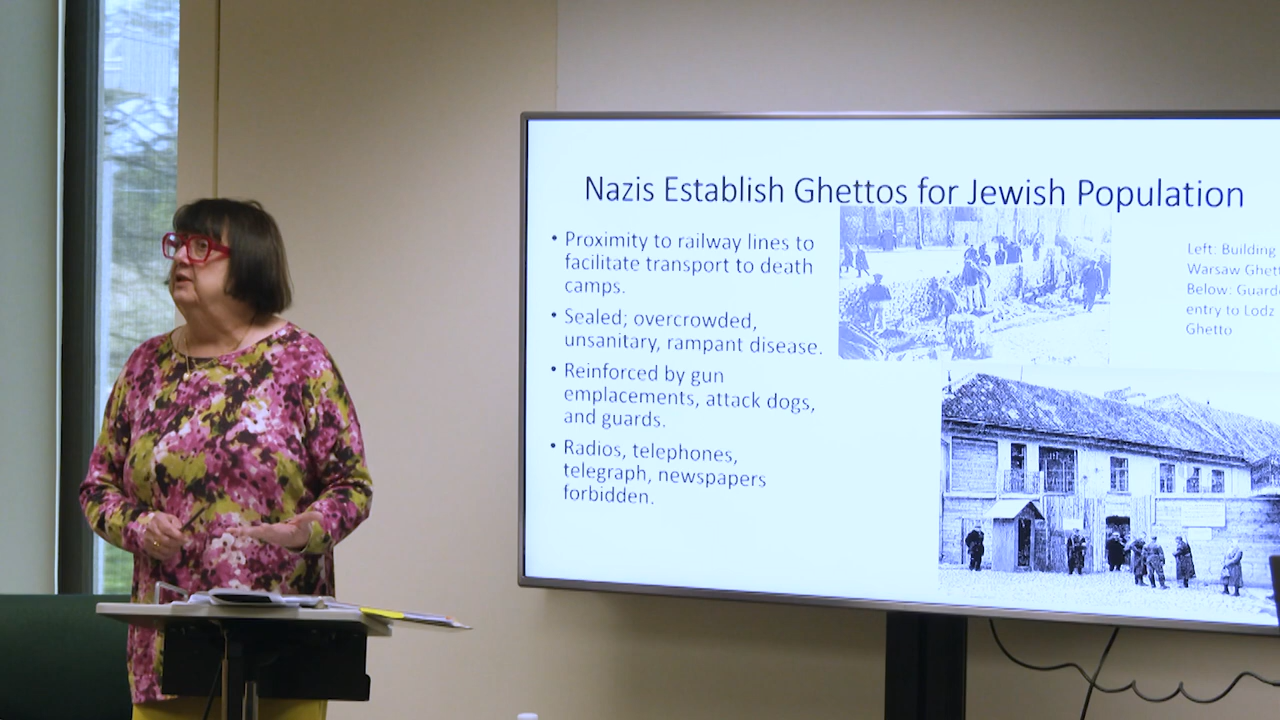 Nazis Establish Ghettos for Jewish Population
• Proximity to railway lines to
facilitate transport to death
camps.
• Sealed; overcrowded,
unsanitary, rampant disease.
• Reinforced by gun
emplacements, attack dogs,
and guards.
• Radios, telephones,
telegraph, newspapers
forbidden.
Left: Building
Warsaw
Below:
entry to Lodz
Ghetto